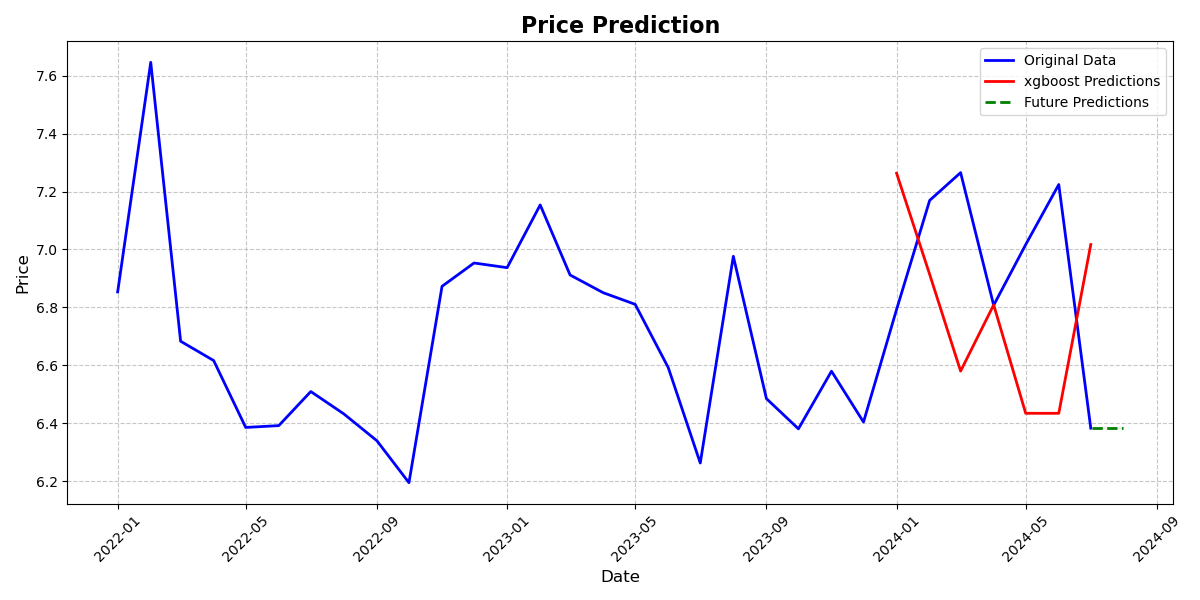 Price Prediction
Original Data
xgboost Predictions
Future Predictions
Price
7.6
7.4
7.2
7.0
6.8
6.6
6.4
6.2
2022-01
2022-05
2022-09
2023-01
2023-05
2023-09
2024-01
2024-05
2024-09
Date